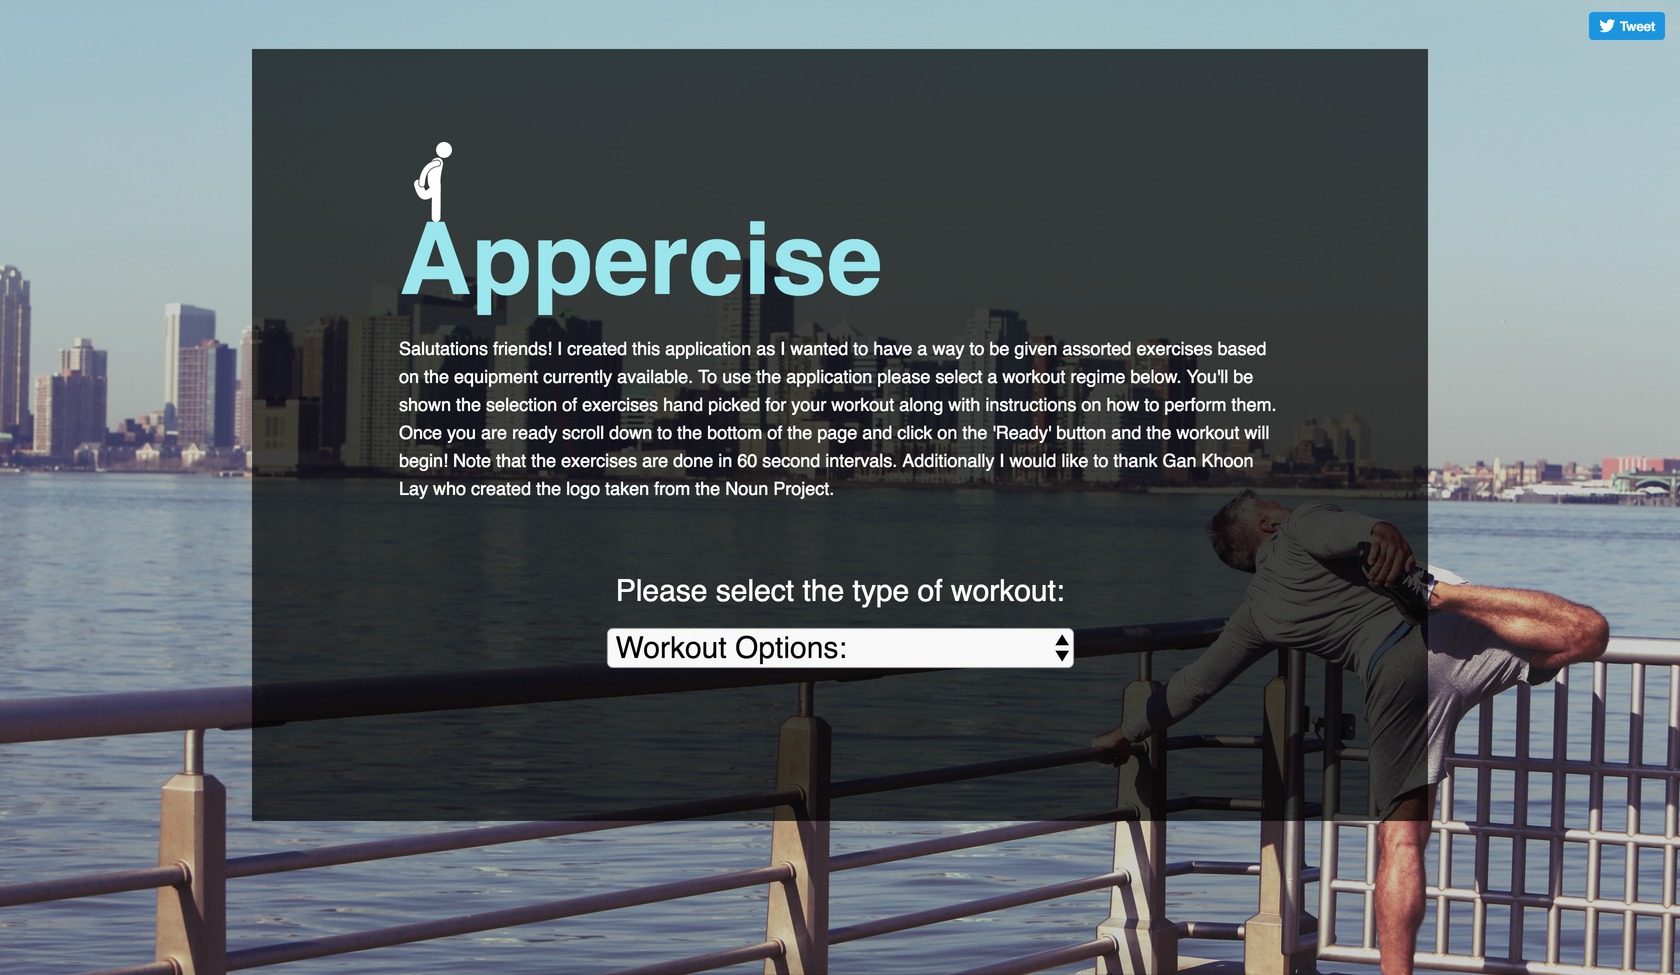 Tweet
Appercise
Salutations friends! I created this application as I wanted to have a way to be given assorted exercises based
on the equipment currently available. To use the application please select a workout regime below. You'll be
shown the selection of exercises hand picked for your workout along with instructions on how to perform them.
Once you are ready scroll down to the bottom of the page and click on the 'Ready' button and the workout will
begin! Note that the exercises are done in 60 second intervals. Additionally I would like to thank Gan Khoon
Lay who created the logo taken from the Noun Project.
Please select the type of workout:
Workout Options: